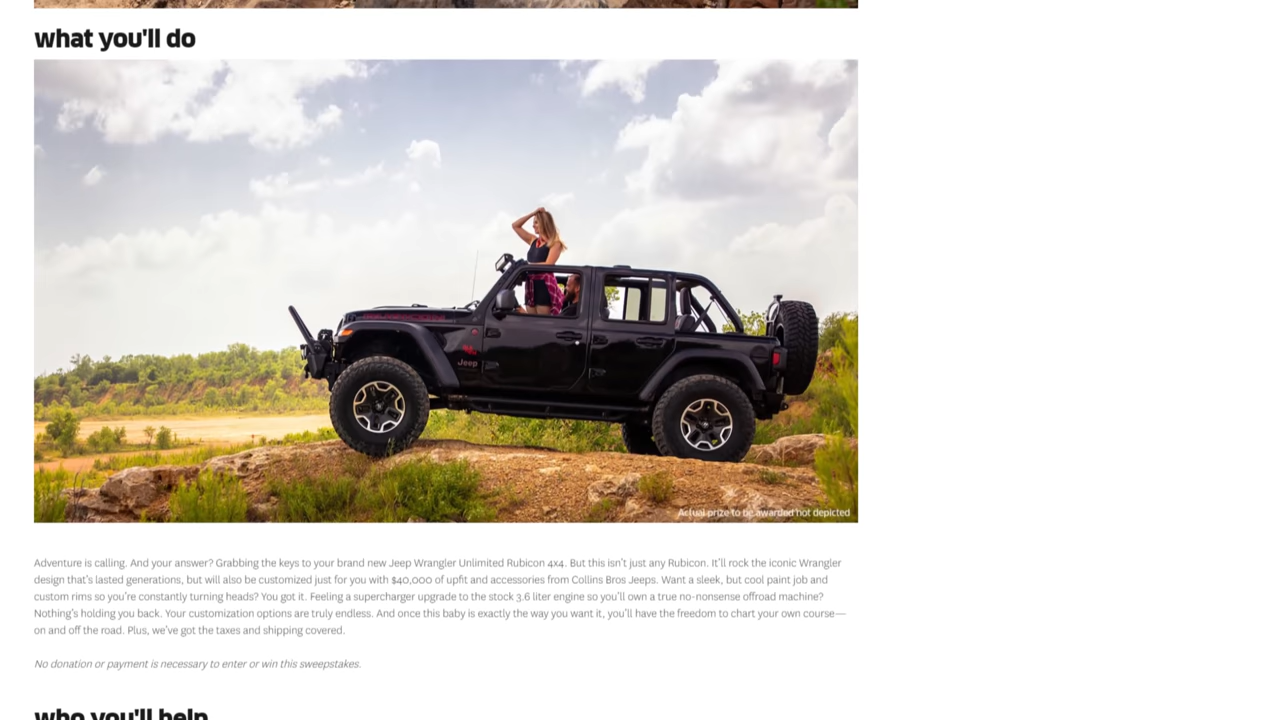 what you'll do
Jeep
Actual prize to be awarded not depicted
Adventure is calling. And your answer? Grabbing the keys to your brand new Jeep Wrangler Unlimited Rubicon 4x4. But this isn't just any Rubicon. It'll rock the iconic Wrangler
design that's lasted generations, but will also be customized just for you with $40,000 of upfit and accessories from Collins Bros Jeeps. Want a sleek, but cool paint job and
custom rims so you're constantly turning heads? You got it. Feeling a supercharger upgrade to the stock 3.6 liter engine so you'll own a true no-nonsense offroad machine?
Nothing's holding you back. Your customization options are truly endless. And once this baby is exactly the way you want it, you'll have the freedom to chart your own course—
on and off the road. Plus, we've got the taxes and shipping covered.
No donation or payment is necessary to enter or win this sweepstakes.
who you'll help